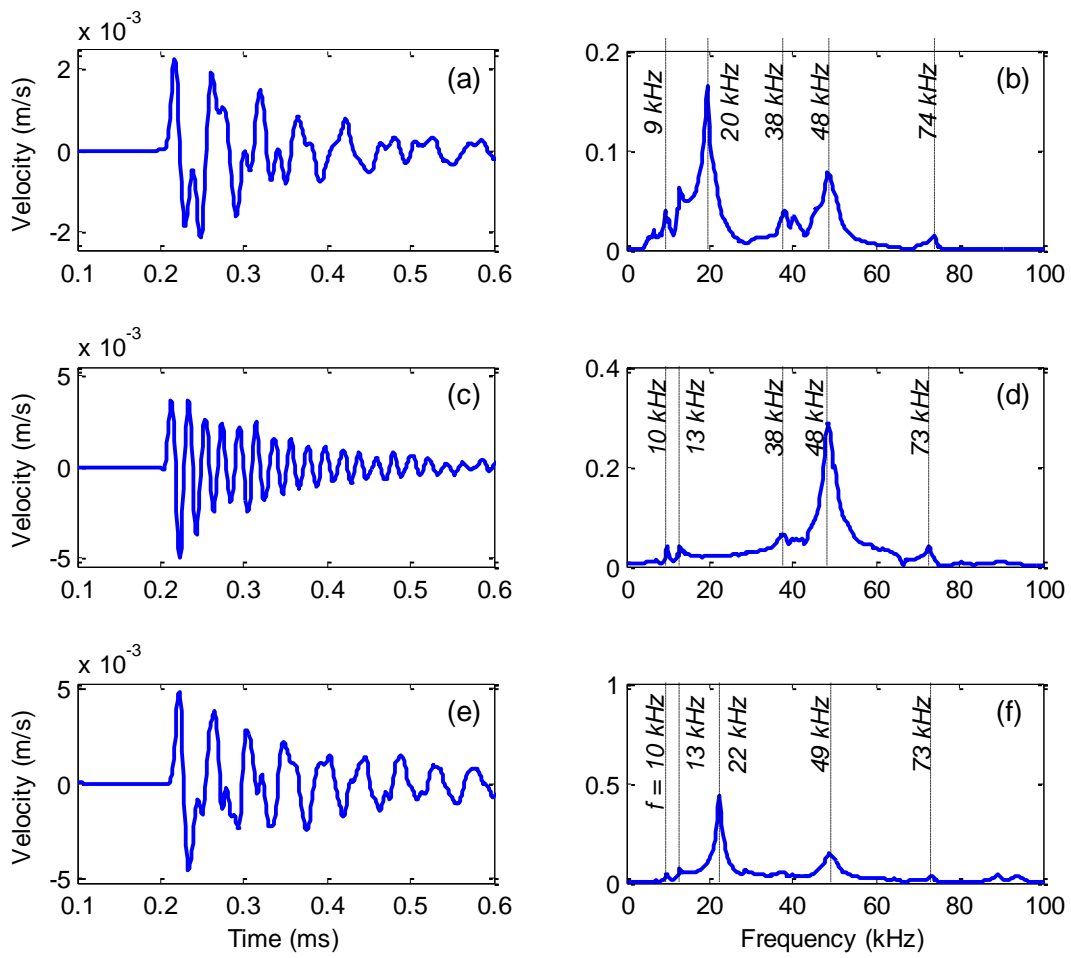 x 10⁻³
Velocity (m/s)
2
0
-2
(a)
0.1 0.2 0.3 0.4 0.5 0.6
0.2
0.1
0
9 kHz
20 kHz
38 kHz
48 kHz
74 kHz
(b)
0 20 40 60 80 100
x 10⁻³
Velocity (m/s)
5
0
-5
(c)
0.1 0.2 0.3 0.4 0.5 0.6
0.4
0.2
0
10 kHz
13 kHz
38 kHz
48 kHz
73 kHz
(d)
0 20 40 60 80 100
x 10⁻³
Velocity (m/s)
5
0
-5
(e)
0.1 0.2 0.3 0.4 0.5 0.6
Time (ms)
1
0.5
0
f = 10 kHz
13 kHz
22 kHz
49 kHz
73 kHz
(f)
0 20 40 60 80 100
Frequency (kHz)